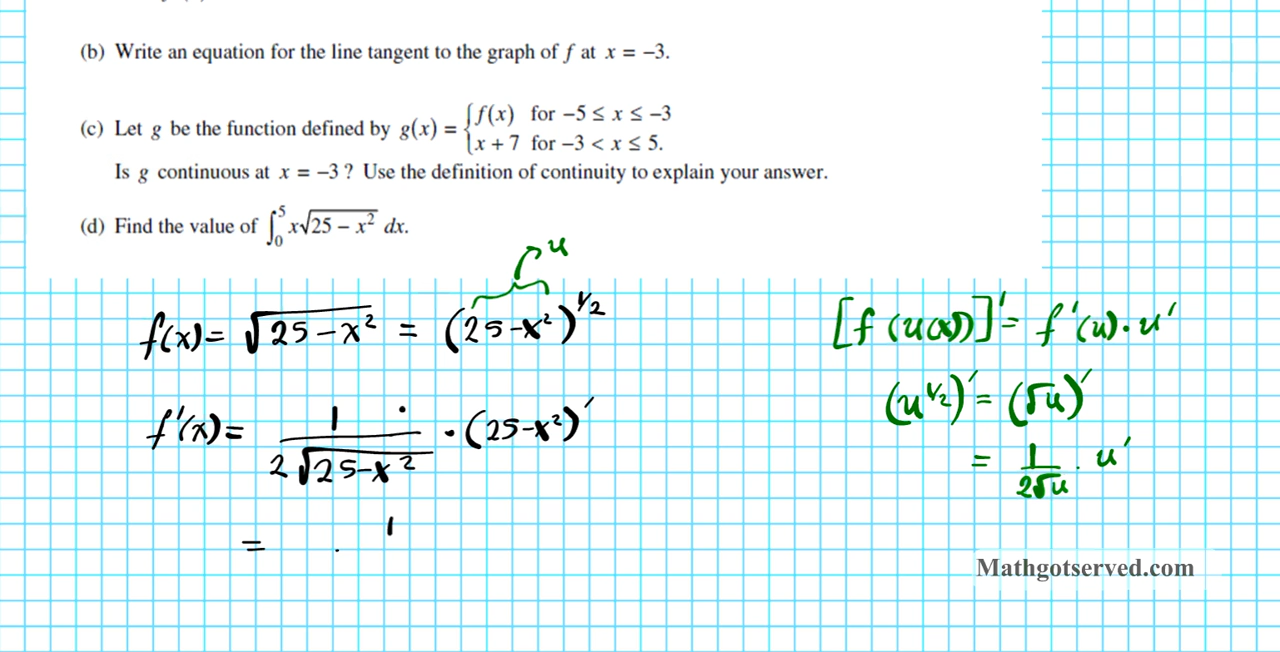 (b) Write an equation for the line tangent to the graph of f at x = −3.
(c) Let g be the function defined by g(x) = { f(x) for −5 ≤ x ≤ −3
x + 7 for −3 < x ≤ 5.
Is g continuous at x = −3 ? Use the definition of continuity to explain your answer.
(d) Find the value of ∫₀⁵ x√(25 − x²) dx.
u
f(x) = √(25-x²) = (25-x²)^1/2
[f(u(x))]' = f'(u)·u'
(u^1/2)' = (√u)'
f'(x) = 1/(2√(25-x²)) · (25-x²)'
= 1/(2√u) · u'
= 1
Mathgotserved.com